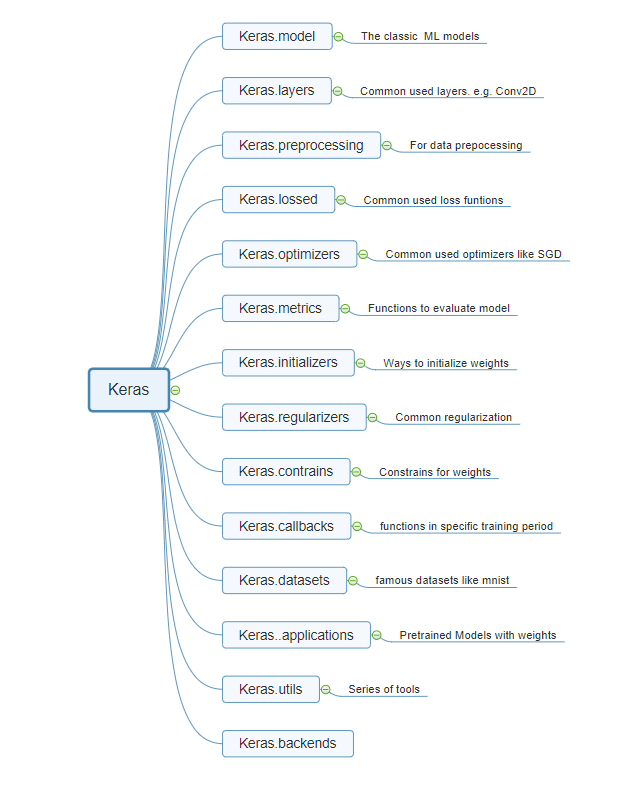 Keras.model
The classic  ML models
Keras.layers
Common used layers. e.g. Conv2D
Keras.preprocessing
For data prepocessing
Keras.lossed
Common used loss funtions
Keras.optimizers
Common used optimizers like SGD
Keras.metrics
Functions to evaluate model
Keras.initializers
Ways to initialize weights
Keras
Keras.regularizers
Common regularization
Keras.contrains
Constrains for weights
Keras.callbacks
functions in specific training period
Keras.datasets
famous datasets like mnist
Keras..applications
Pretrained Models with weights
Keras.utils
Series of tools
Keras.backends